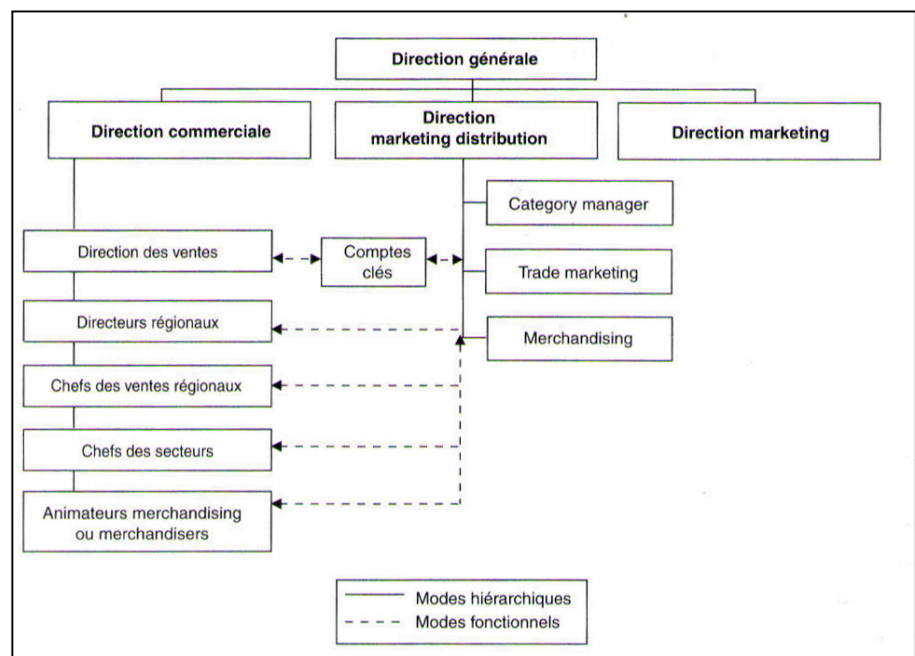 Direction générale
Direction commerciale
Direction
marketing distribution
Direction marketing
Category manager
Direction des ventes
Comptes
clés
Trade marketing
Directeurs régionaux
Merchandising
Chefs des ventes régionaux
Chefs des secteurs
Animateurs merchandising
ou merchandisers
Modes hiérarchiques
Modes fonctionnels